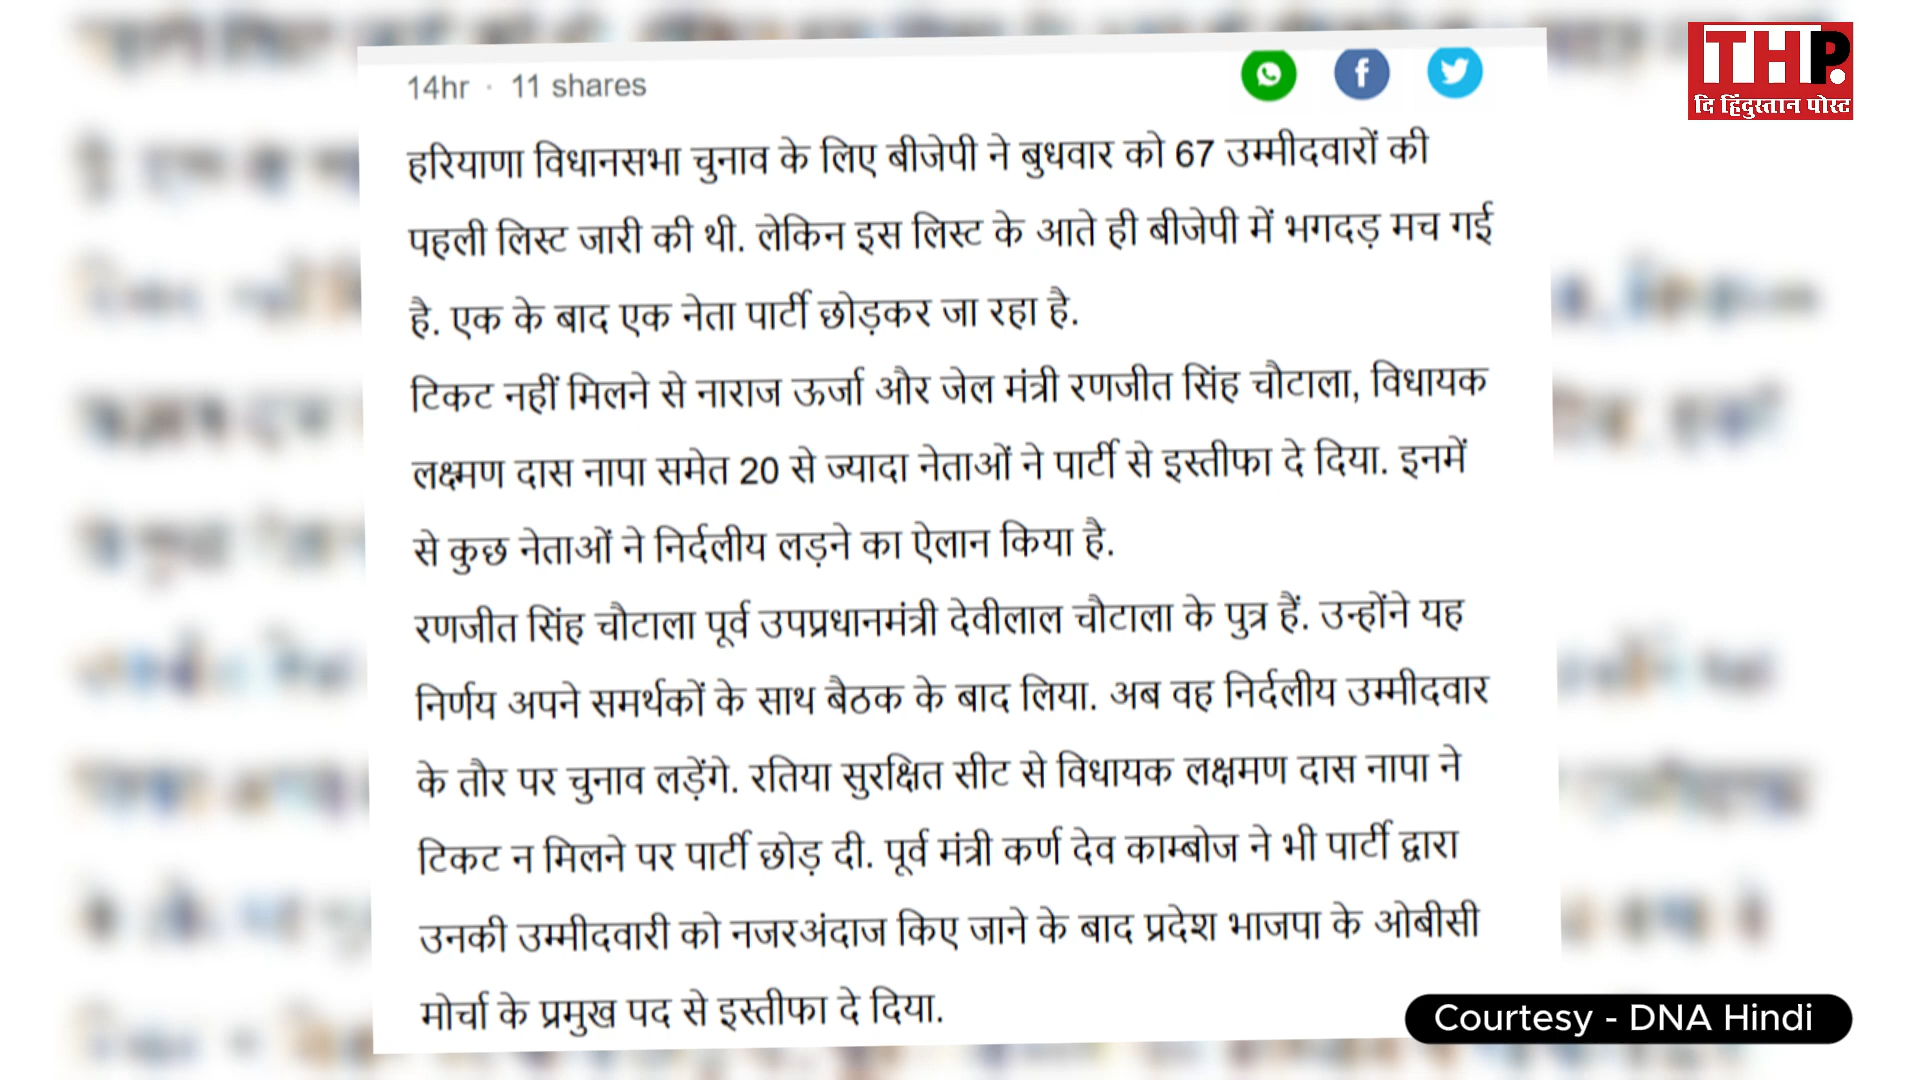 14hr · 11 shares
THP.
दि हिंदुस्तान पोस्ट
हरियाणा विधानसभा चुनाव के लिए बीजेपी ने बुधवार को 67 उम्मीदवारों की
पहली लिस्ट जारी की थी. लेकिन इस लिस्ट के आते ही बीजेपी में भगदड़ मच गई
है. एक के बाद एक नेता पार्टी छोड़कर जा रहा है.
टिकट नहीं मिलने से नाराज ऊर्जा और जेल मंत्री रणजीत सिंह चौटाला, विधायक
लक्ष्मण दास नापा समेत 20 से ज्यादा नेताओं ने पार्टी से इस्तीफा दे दिया. इनमें
से कुछ नेताओं ने निर्दलीय लड़ने का ऐलान किया है.
रणजीत सिंह चौटाला पूर्व उपप्रधानमंत्री देवीलाल चौटाला के पुत्र हैं. उन्होंने यह
निर्णय अपने समर्थकों के साथ बैठक के बाद लिया. अब वह निर्दलीय उम्मीदवार
के तौर पर चुनाव लड़ेंगे. रतिया सुरक्षित सीट से विधायक लक्षमण दास नापा ने
टिकट न मिलने पर पार्टी छोड़ दी. पूर्व मंत्री कर्ण देव काम्बोज ने भी पार्टी द्वारा
उनकी उम्मीदवारी को नजरअंदाज किए जाने के बाद प्रदेश भाजपा के ओबीसी
मोर्चा के प्रमुख पद से इस्तीफा दे दिया.
Courtesy - DNA Hindi